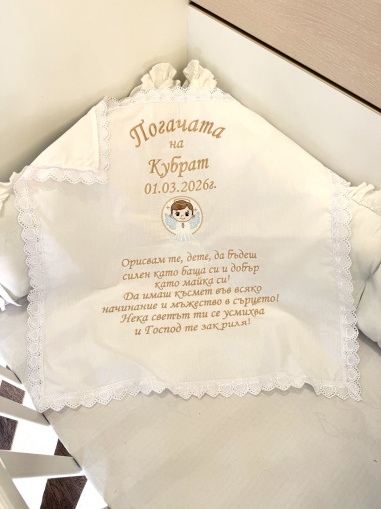 Погачата
на
Кубрат
01.03.2026г.
Орисвам те, дете, да бъдеш
силен като баща си и добър
като майка си!
Да имаш късмет във всяко
начинание и мъжество в сърцето!
Нека светът ти се усмихва
и Господ те закриля!